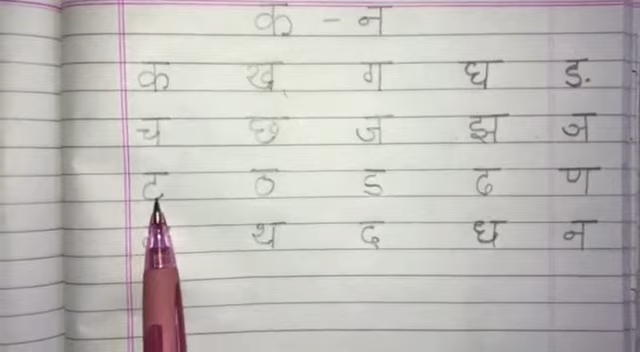 क - न
क ख ग घ ङ
च छ ज झ ञ
ट ठ ड ढ ण
थ द ध न